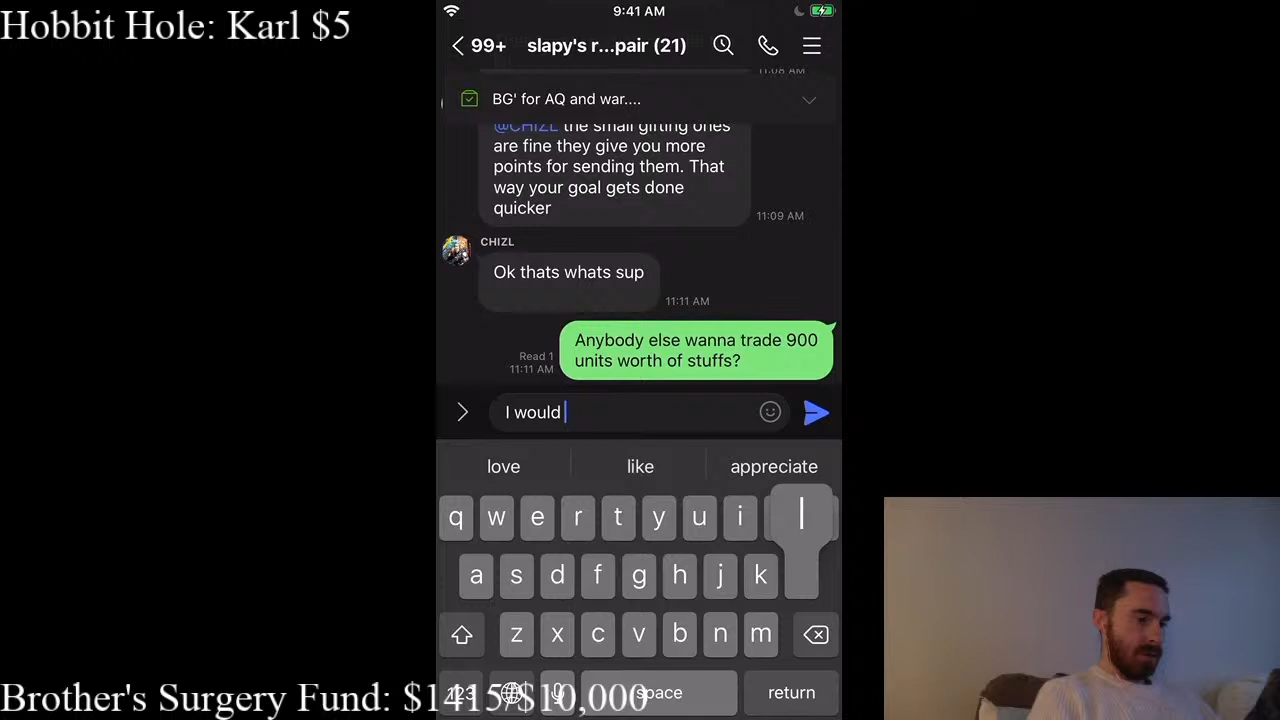 Hobbit Hole: Karl $5
9:41 AM
99+ slapy's r...pair (21)
11:08 AM
BG' for AQ and war....
@CHIZL the small gifting ones
are fine they give you more
points for sending them. That
way your goal gets done
quicker
11:09 AM
CHIZL
Ok thats whats sup
11:11 AM
Anybody else wanna trade 900
units worth of stuffs?
Read 1
11:11 AM
I would
love like appreciate
q w e r t y u i l
a s d f g h j k
z x c v b n m
123 space return
Brother's Surgery Fund: $1415/$10,000